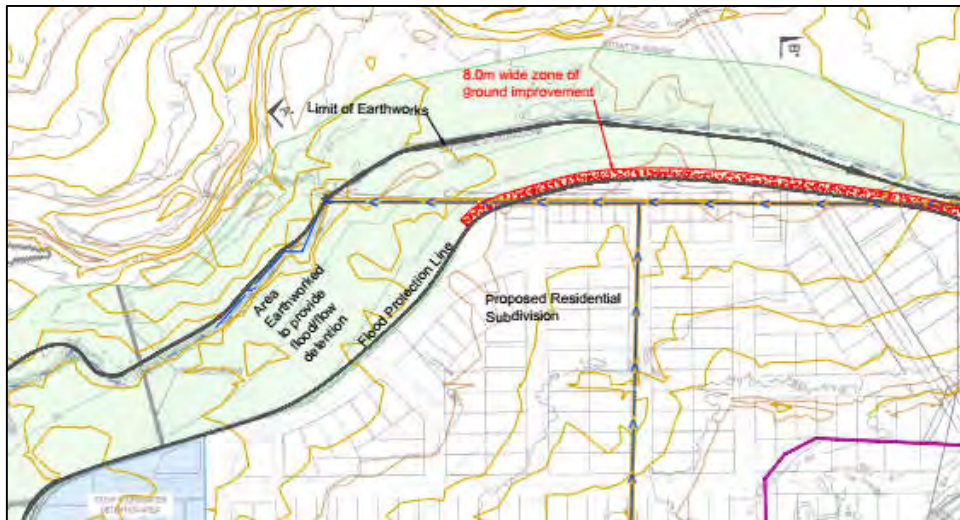 8.0m wide zone of
ground improvement
B'
A'
Limit of Earthworks
Area
Earthworked
to provide
flood/flow
detention
Flood Protection Line
Proposed Residential
Subdivision